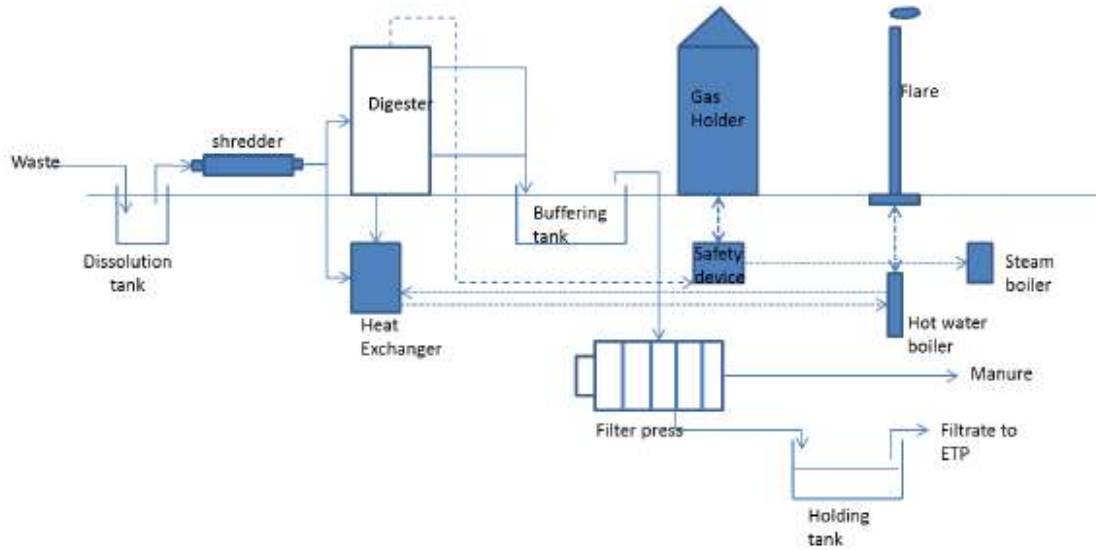 Waste
Dissolution
tank
shredder
Digester
Heat
Exchanger
Buffering
tank
Gas
Holder
Safety
device
Flare
Steam
boiler
Hot water
boiler
Filter press
Manure
Filtrate to
ETP
Holding
tank